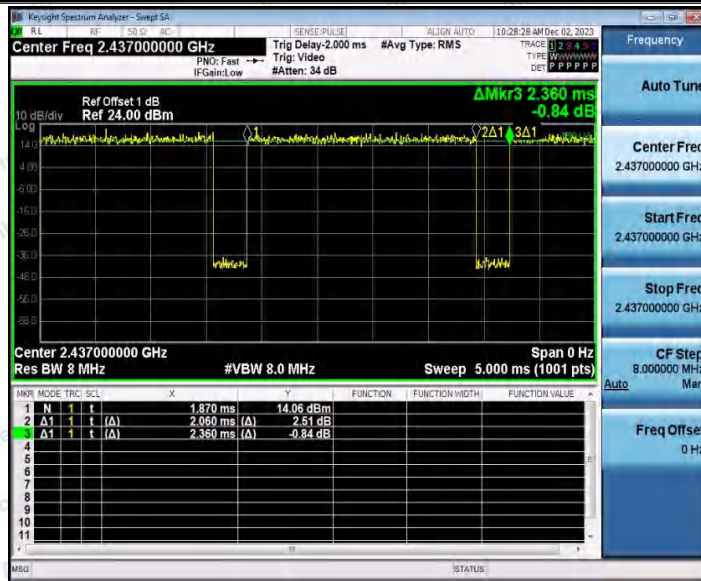 Keysight Spectrum Analyzer - Swept SA
RL RF 50 Ω AC SENSE:PULSE ALIGN AUTO 10:28:28 AM Dec 02, 2023
Center Freq 2.437000000 GHz
PNO: Fast
IFGain:Low
Trig Delay-2.000 ms
Trig: Video
#Atten: 34 dB
#Avg Type: RMS
TRACE 1 2 3 4 5 6
TYPE W
DET P P P P P P
Ref Offset 1 dB
10 dB/div Ref 24.00 dBm
ΔMkr3 2.360 ms
-0.84 dB
Log
14.0
4.00
-6.00
-16.0
-26.0
-36.0
-46.0
-56.0
-66.0
1
2Δ1
3Δ1
Center 2.437000000 GHz Span 0 Hz
Res BW 8 MHz #VBW 8.0 MHz Sweep 5.000 ms (1001 pts)
MKR MODE TRC SCL X Y FUNCTION FUNCTION WIDTH FUNCTION VALUE
1 N 1 t 1.870 ms 14.06 dBm
2 Δ1 1 t (Δ) 2.060 ms (Δ) 2.51 dB
3 Δ1 1 t (Δ) 2.360 ms (Δ) -0.84 dB
4
5
6
7
8
9
10
11
MSG STATUS
Frequency
Auto Tune
Center Freq
2.437000000 GHz
Start Freq
2.437000000 GHz
Stop Freq
2.437000000 GHz
CF Step
8.000000 MHz
Auto Man
Freq Offset
0 Hz